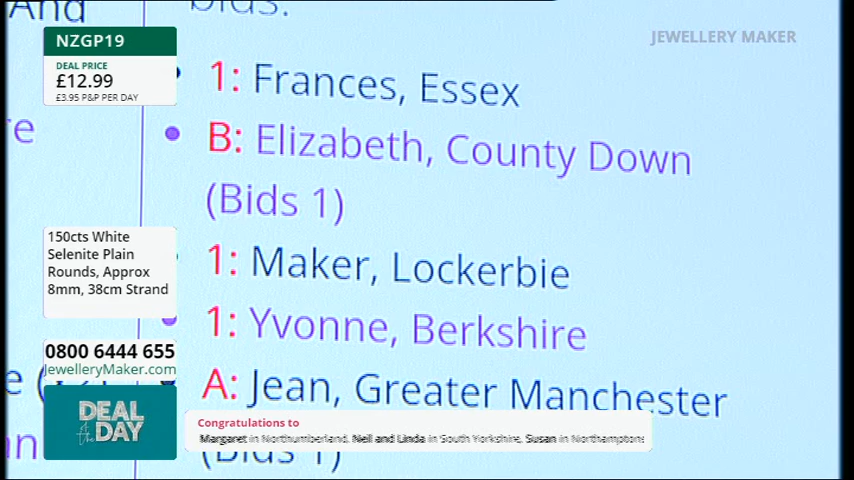 And
bids.
NZGP19
JEWELLERY MAKER
DEAL PRICE
£12.99
£3.95 P&P PER DAY
1: Frances, Essex
B: Elizabeth, County Down
(Bids 1)
150cts White
Selenite Plain
Rounds, Approx
8mm, 38cm Strand
1: Maker, Lockerbie
1: Yvonne, Berkshire
0800 6444 655
JewelleryMaker.com
A: Jean, Greater Manchester
(Bids 1)
DEAL
of the
DAY
Congratulations to
Margaret in Northumberland, Neil and Linda in South Yorkshire, Susan in Northamptons